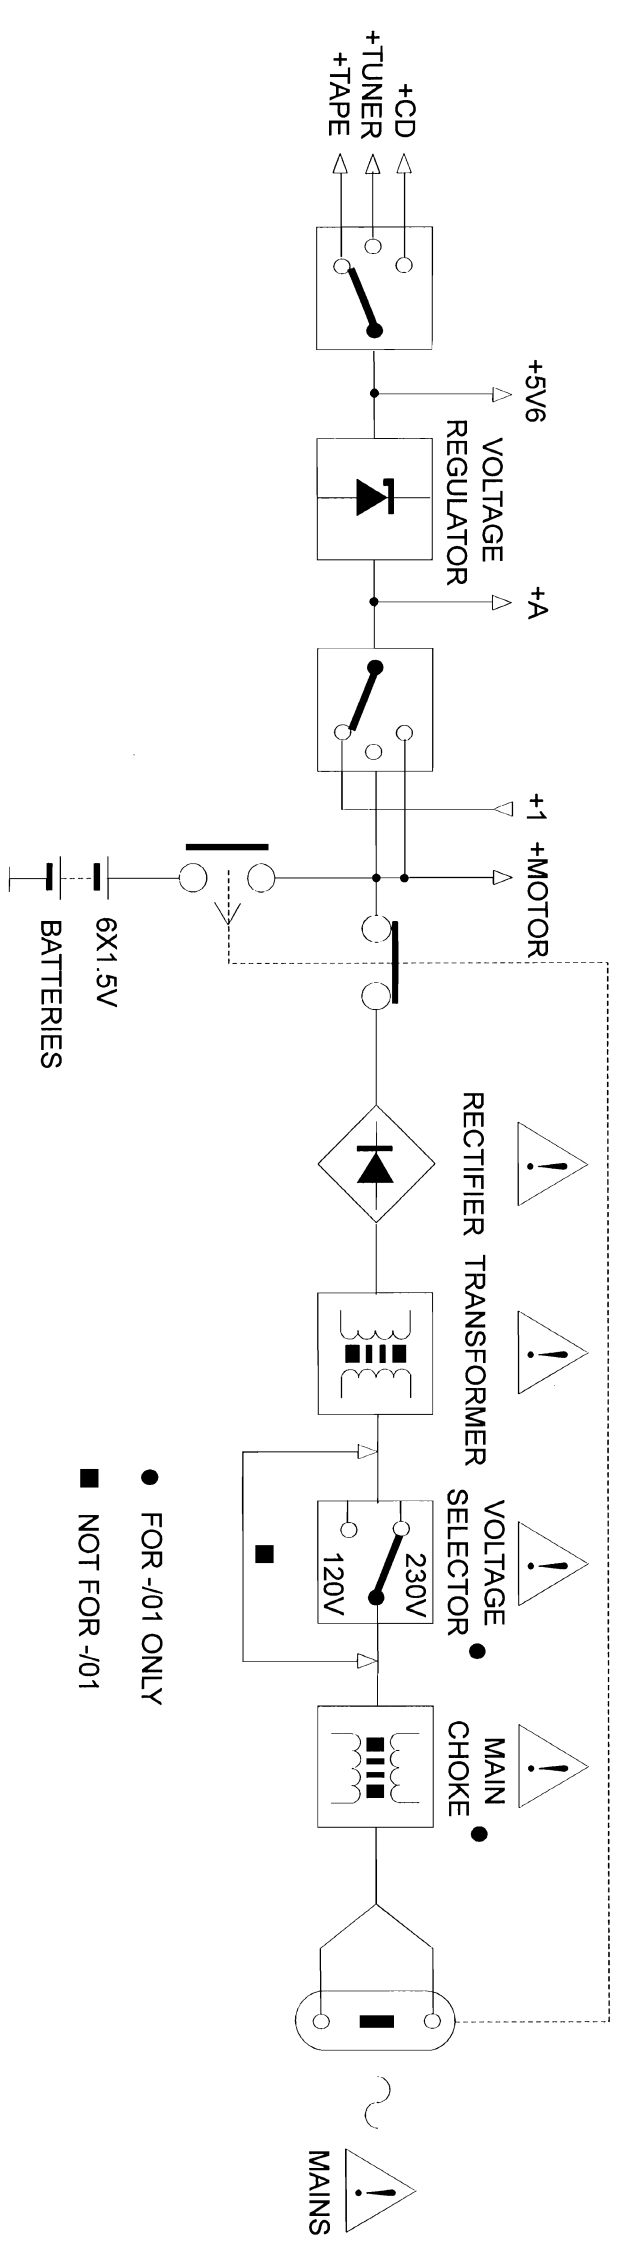 +CD
+TUNER
+TAPE
+5V6
VOLTAGE
REGULATOR
+A
+1 +MOTOR
6X1.5V
BATTERIES
!
RECTIFIER
!
TRANSFORMER
!
VOLTAGE
SELECTOR ●
230V
120V
■
● FOR -/01 ONLY
■ NOT FOR -/01
!
MAIN
CHOKE ●
~
!
MAINS